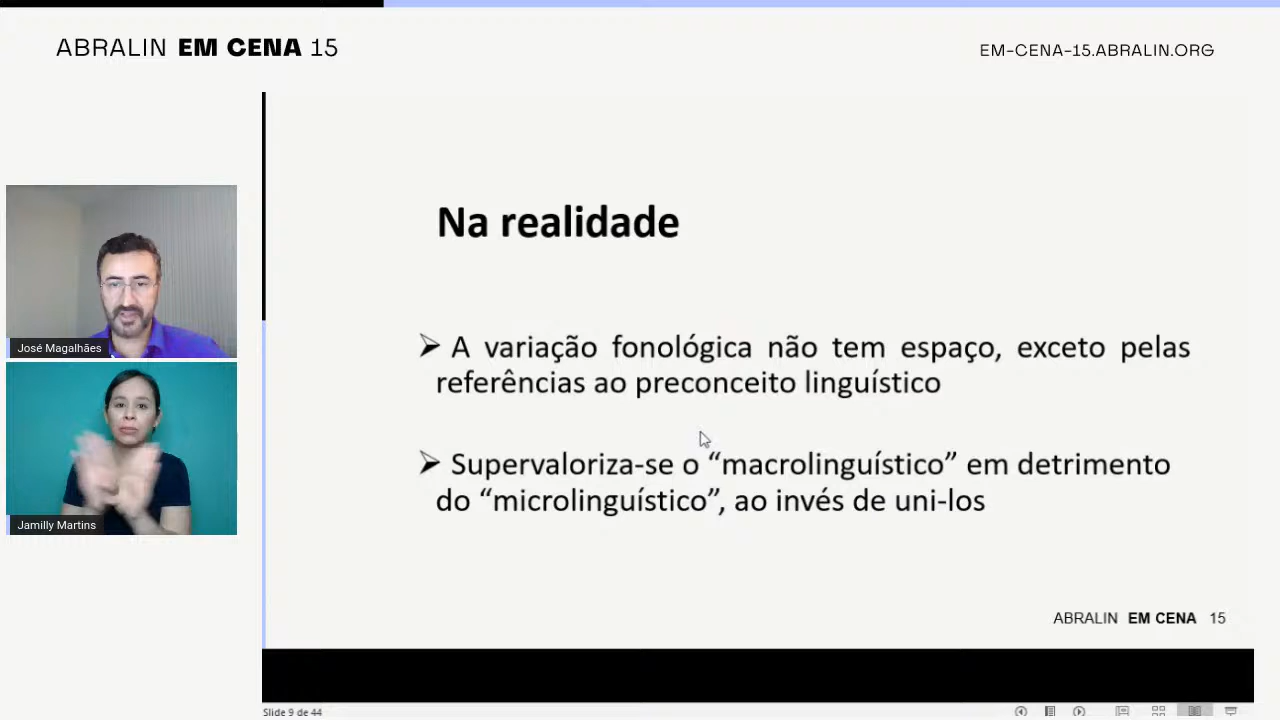 ABRALIN EM CENA 15
EM-CENA-15.ABRALIN.ORG
José Magalhães
Jamilly Martins
Na realidade
A variação fonológica não tem espaço, exceto pelas
referências ao preconceito linguístico
Supervaloriza-se o “macrolinguístico” em detrimento
do “microlinguístico”, ao invés de uni-los
ABRALIN EM CENA 15
Slide 9 de 44